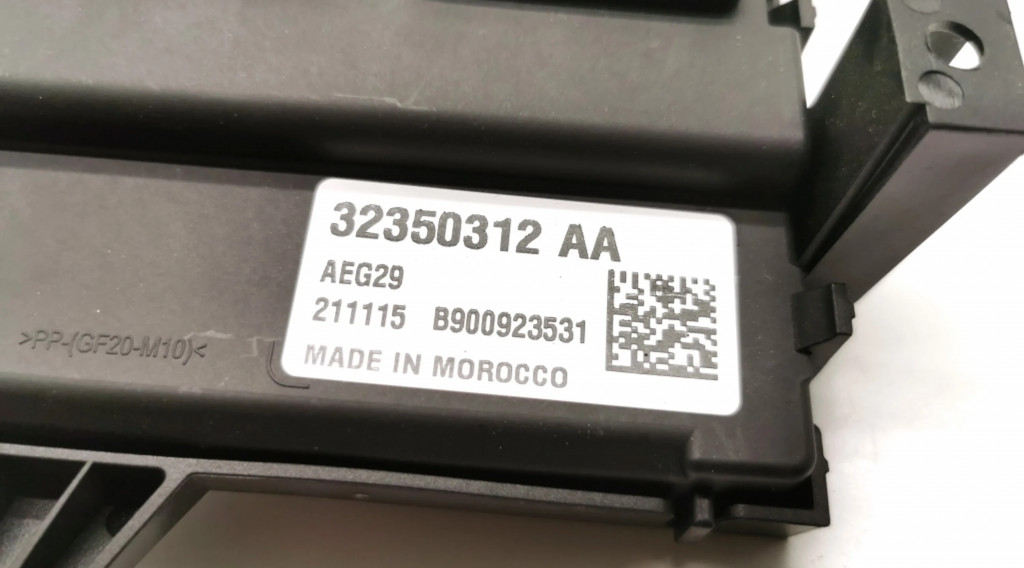 32350312 AA
AEG29
211115 B900923531
MADE IN MOROCCO
>PP-(GF20-M10)<